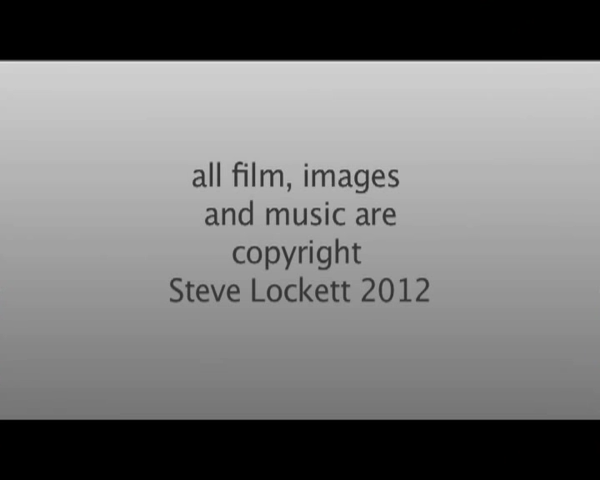 all film, images
and music are
copyright
Steve Lockett 2012